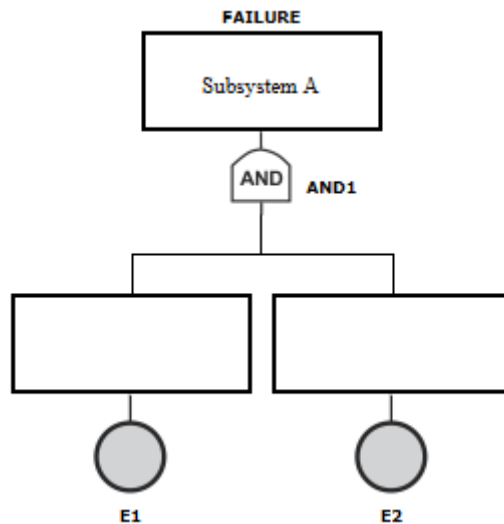 FAILURE
Subsystem A
AND
AND1
E1
E2